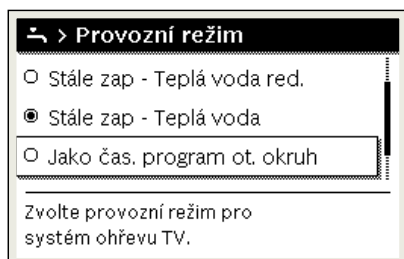 > Provozní režim
Stále zap - Teplá voda red.
Stále zap - Teplá voda
Jako čas. program ot. okruh
Zvolte provozní režim pro
systém ohřevu TV.